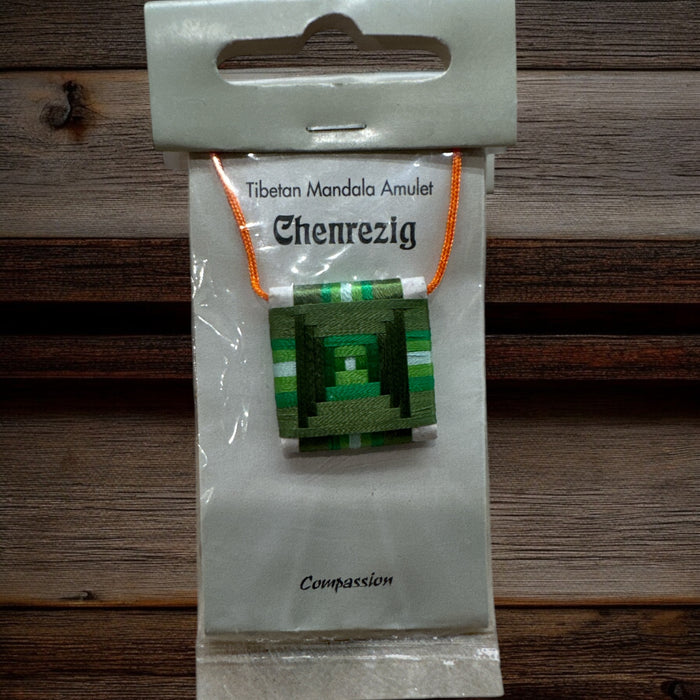 Tibetan Mandala Amulet
Chenrezig
Compassion